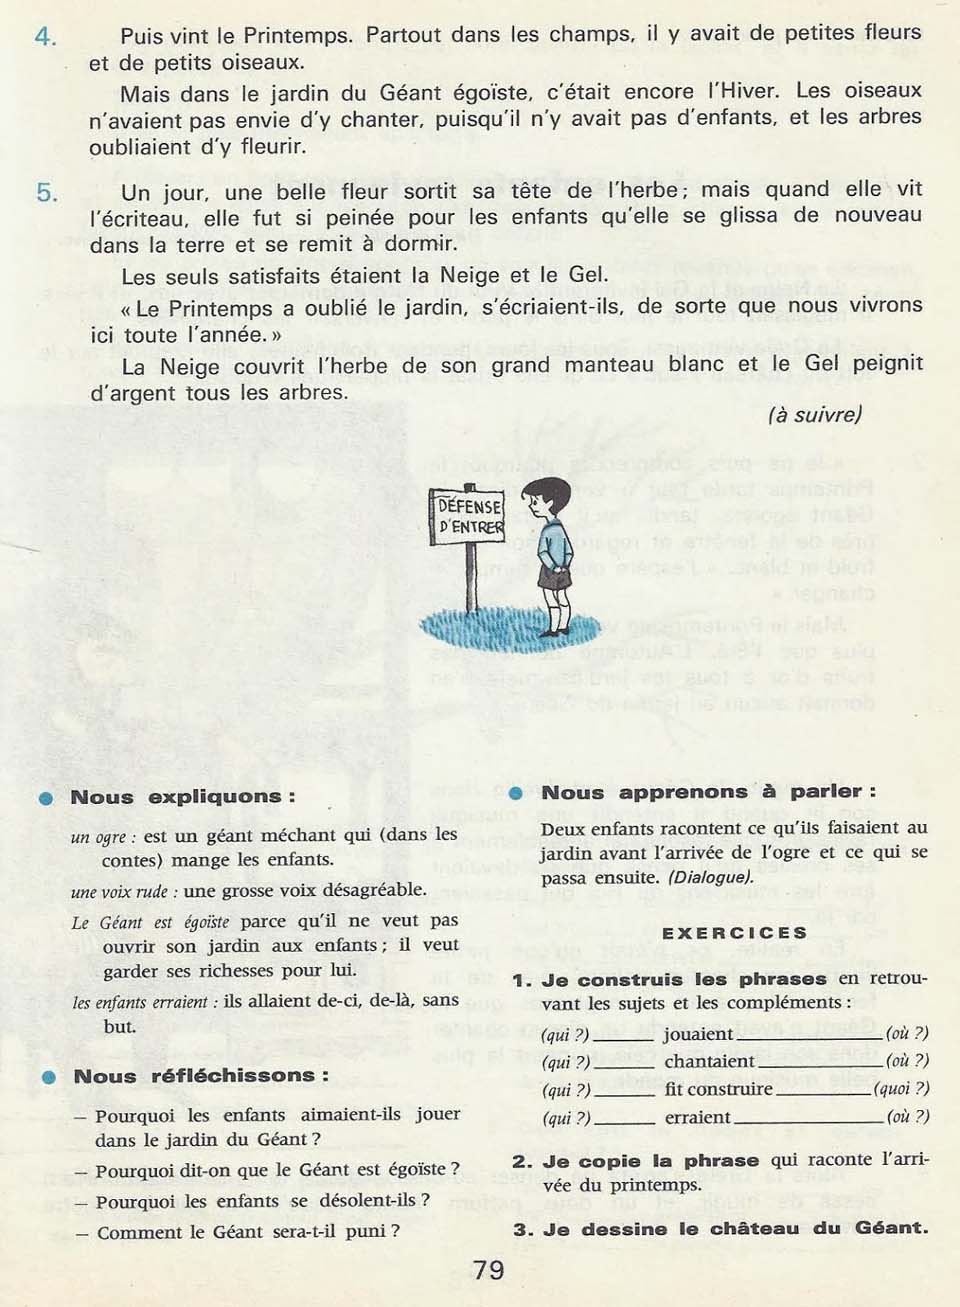 4. Puis vint le Printemps. Partout dans les champs, il y avait de petites fleurs
et de petits oiseaux.
Mais dans le jardin du Géant égoïste, c'était encore l'Hiver. Les oiseaux
n'avaient pas envie d'y chanter, puisqu'il n'y avait pas d'enfants, et les arbres
oubliaient d'y fleurir.
5. Un jour, une belle fleur sortit sa tête de l'herbe ; mais quand elle vit
l'écriteau, elle fut si peinée pour les enfants qu'elle se glissa de nouveau
dans la terre et se remit à dormir.
Les seuls satisfaits étaient la Neige et le Gel.
« Le Printemps a oublié le jardin, s'écriaient-ils, de sorte que nous vivrons
ici toute l'année. »
La Neige couvrit l'herbe de son grand manteau blanc et le Gel peignit
d'argent tous les arbres.
(à suivre)
DÉFENSE
D'ENTRER
• Nous expliquons :
un ogre : est un géant méchant qui (dans les
contes) mange les enfants.
une voix rude : une grosse voix désagréable.
Le Géant est égoïste parce qu'il ne veut pas
ouvrir son jardin aux enfants ; il veut
garder ses richesses pour lui.
les enfants erraient : ils allaient de-ci, de-là, sans
but.
• Nous réfléchissons :
— Pourquoi les enfants aimaient-ils jouer
dans le jardin du Géant ?
— Pourquoi dit-on que le Géant est égoïste ?
— Pourquoi les enfants se désolent-ils ?
— Comment le Géant sera-t-il puni ?
• Nous apprenons à parler :
Deux enfants racontent ce qu'ils faisaient au
jardin avant l'arrivée de l'ogre et ce qui se
passa ensuite. (Dialogue).
EXERCICES
1. Je construis les phrases en retrou-
vant les sujets et les compléments :
(qui ?)______ jouaient______________(où ?)
(qui ?)______ chantaient____________(où ?)
(qui ?)______ fit construire_________(quoi ?)
(qui ?)______ erraient______________(où ?)
2. Je copie la phrase qui raconte l'arri-
vée du printemps.
3. Je dessine le château du Géant.
79